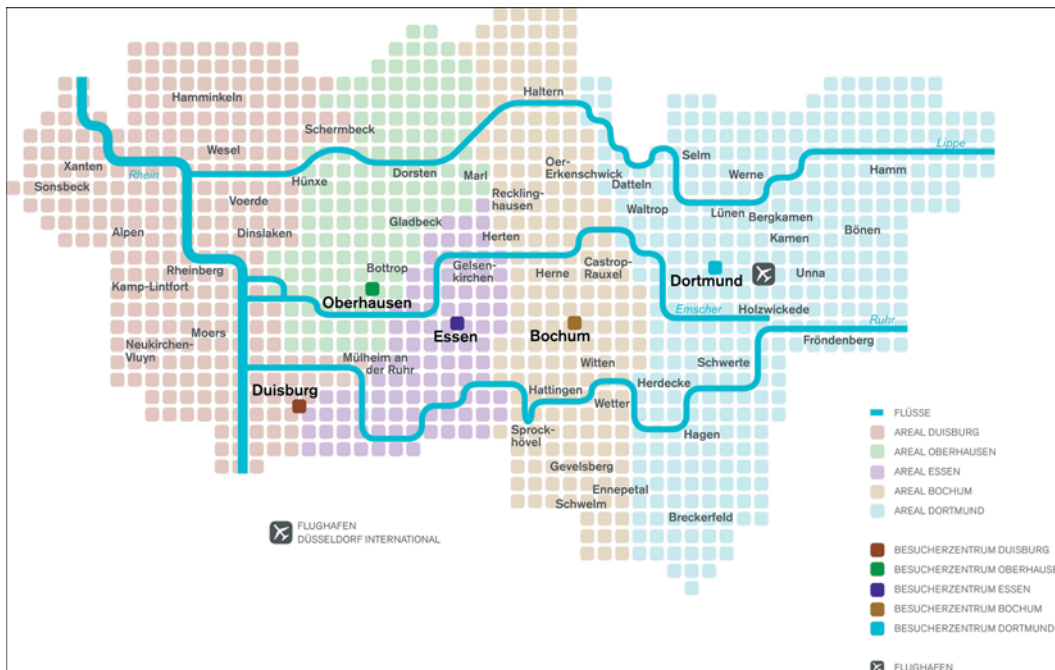 Hamminkeln
Haltern
Schermbeck
Selm
Lippe
Wesel
Xanten
Rhein
Sonsbeck
Hünxe
Dorsten
Marl
Oer-
Erkenschwick
Datteln
Werne
Hamm
Reckling-
hausen
Voerde
Waltrop
Lünen
Bergkamen
Alpen
Dinslaken
Gladbeck
Herten
Kamen
Bönen
Rheinberg
Bottrop
Gelsen-
kirchen
Herne
Castrop-
Rauxel
Dortmund
Unna
Kamp-Lintfort
Oberhausen
Emscher
Holzwickede
Ruhr
Moers
Essen
Bochum
Neukirchen-
Vluyn
Fröndenberg
Mülheim an
der Ruhr
Witten
Schwerte
Duisburg
Hattingen
Herdecke
Wetter
Sprock-
hövel
Hagen
Gevelsberg
Ennepetal
Schwelm
Breckerfeld
FLUGHAFEN
DÜSSELDORF INTERNATIONAL
FLÜSSE
AREAL DUISBURG
AREAL OBERHAUSEN
AREAL ESSEN
AREAL BOCHUM
AREAL DORTMUND
BESUCHERZENTRUM DUISBURG
BESUCHERZENTRUM OBERHAUSE
BESUCHERZENTRUM ESSEN
BESUCHERZENTRUM BOCHUM
BESUCHERZENTRUM DORTMUND
FLUGHAFEN